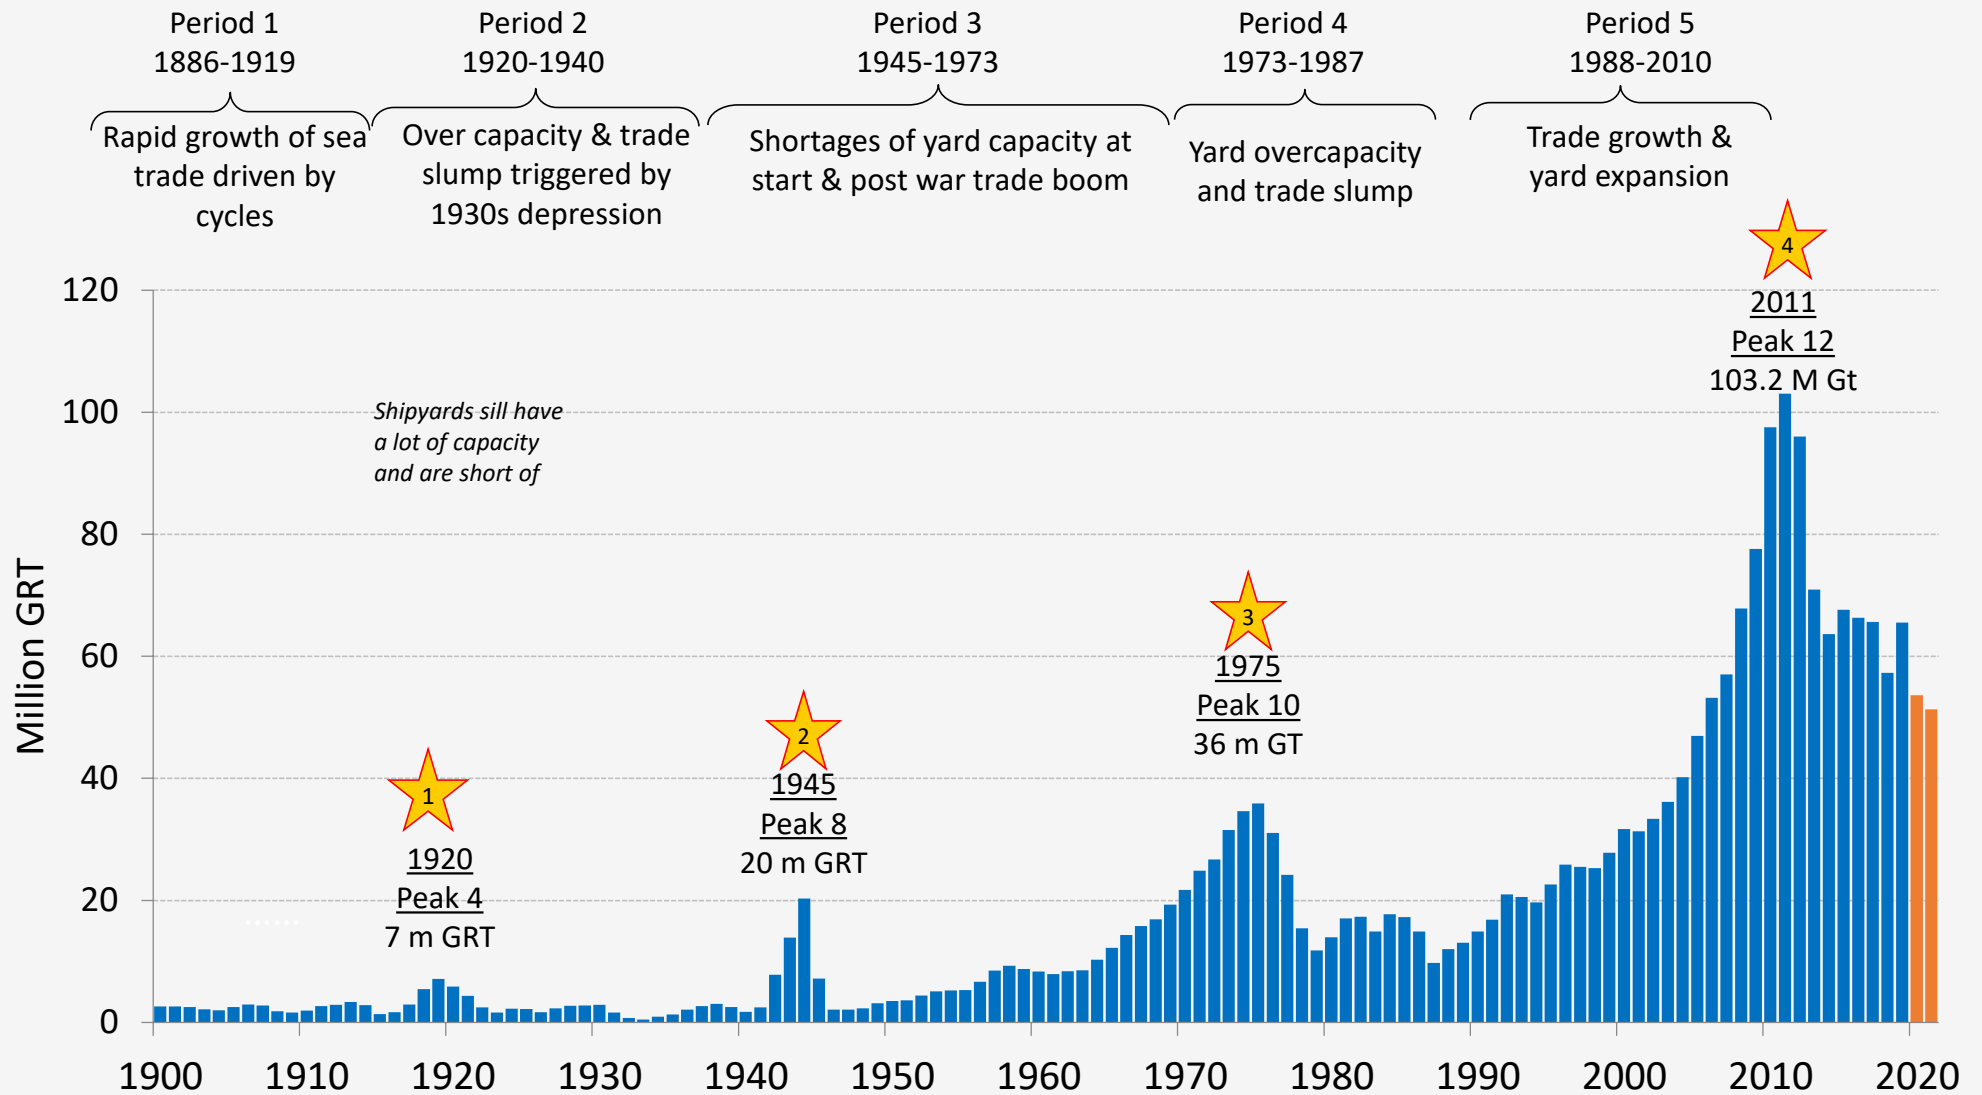 Period 1
1886-1919
Rapid growth of sea
trade driven by
cycles
Period 2
1920-1940
Over capacity & trade
slump triggered by
1930s depression
Period 3
1945-1973
Shortages of yard capacity at
start & post war trade boom
Period 4
1973-1987
Yard overcapacity
and trade slump
Period 5
1988-2010
Trade growth &
yard expansion
4
2011
Peak 12
103.2 M Gt
Shipyards sill have
a lot of capacity
and are short of
3
1975
Peak 10
36 m GT
2
1945
Peak 8
20 m GRT
1
1920
Peak 4
7 m GRT
......
Million GRT
120
100
80
60
40
20
0
1900 1910 1920 1930 1940 1950 1960 1970 1980 1990 2000 2010 2020